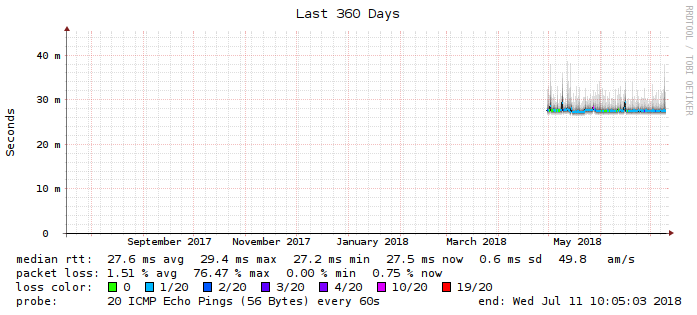 Last 360 Days
RRDTOOL / TOBI OETIKER
Seconds
40 m
30 m
20 m
10 m
0
September 2017 November 2017 January 2018 March 2018 May 2018
median rtt: 27.6 ms avg 29.4 ms max 27.2 ms min 27.5 ms now 0.6 ms sd 49.8 am/s
packet loss: 1.51 % avg 76.47 % max 0.00 % min 0.75 % now
loss color: 0 1/20 2/20 3/20 4/20 10/20 19/20
probe: 20 ICMP Echo Pings (56 Bytes) every 60s end: Wed Jul 11 10:05:03 2018